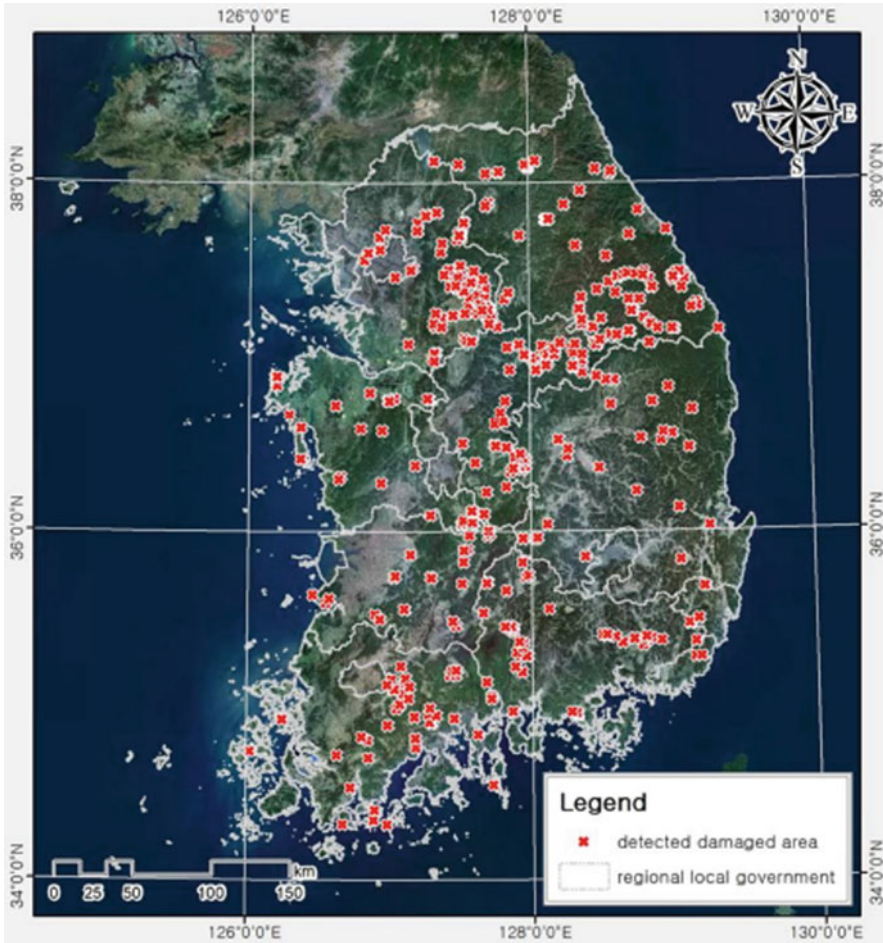 126°0'0"E 128°0'0"E 130°0'0"E
N
W E
S
38°0'0"N 38°0'0"N
36°0'0"N 36°0'0"N
34°0'0"N 34°0'0"N
Legend
detected damaged area
regional local government
km
0 25 50 100 150
126°0'0"E 128°0'0"E 130°0'0"E